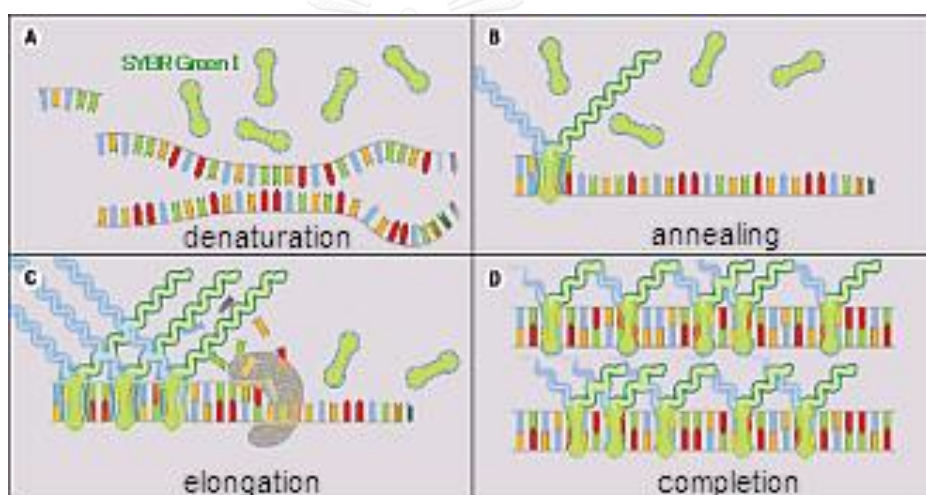 A
SYBR Green I
denaturation
B
annealing
C
elongation
D
completion